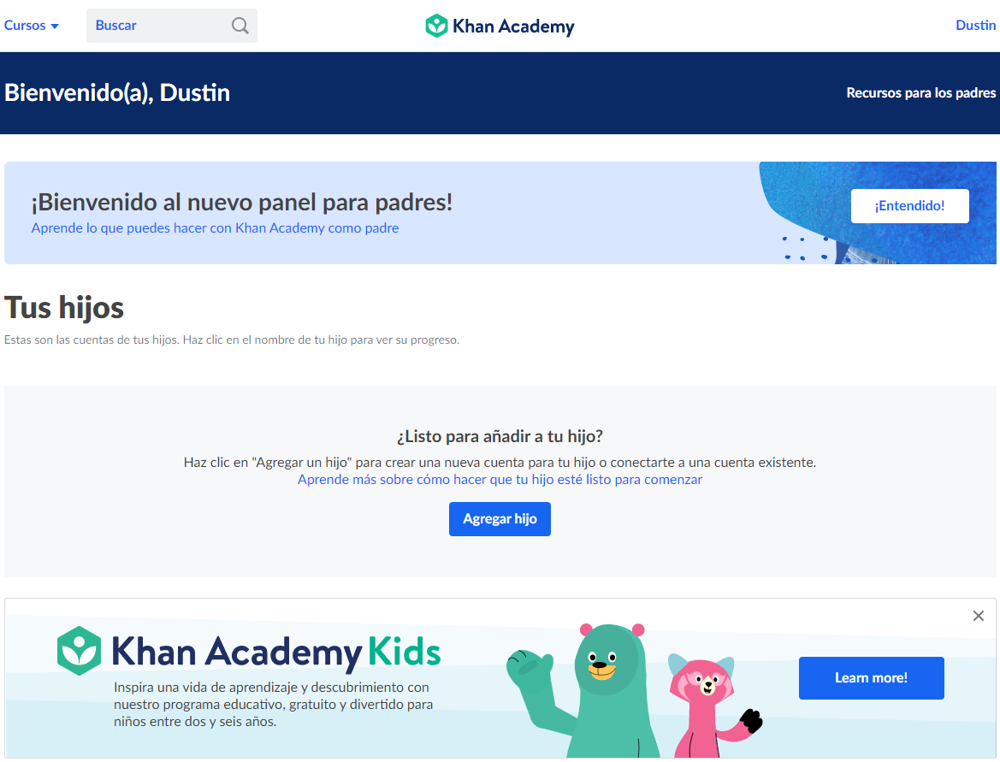 Cursos
Buscar
Khan Academy
Dustin
Bienvenido(a), Dustin
Recursos para los padres
¡Bienvenido al nuevo panel para padres!
Aprende lo que puedes hacer con Khan Academy como padre
¡Entendido!
Tus hijos
Estas son las cuentas de tus hijos. Haz clic en el nombre de tu hijo para ver su progreso.
¿Listo para añadir a tu hijo?
Haz clic en "Agregar un hijo" para crear una nueva cuenta para tu hijo o conectarte a una cuenta existente.
Aprende más sobre cómo hacer que tu hijo esté listo para comenzar
Agregar hijo
Khan Academy Kids
Inspira una vida de aprendizaje y descubrimiento con
nuestro programa educativo, gratuito y divertido para
niños entre dos y seis años.
Learn more!